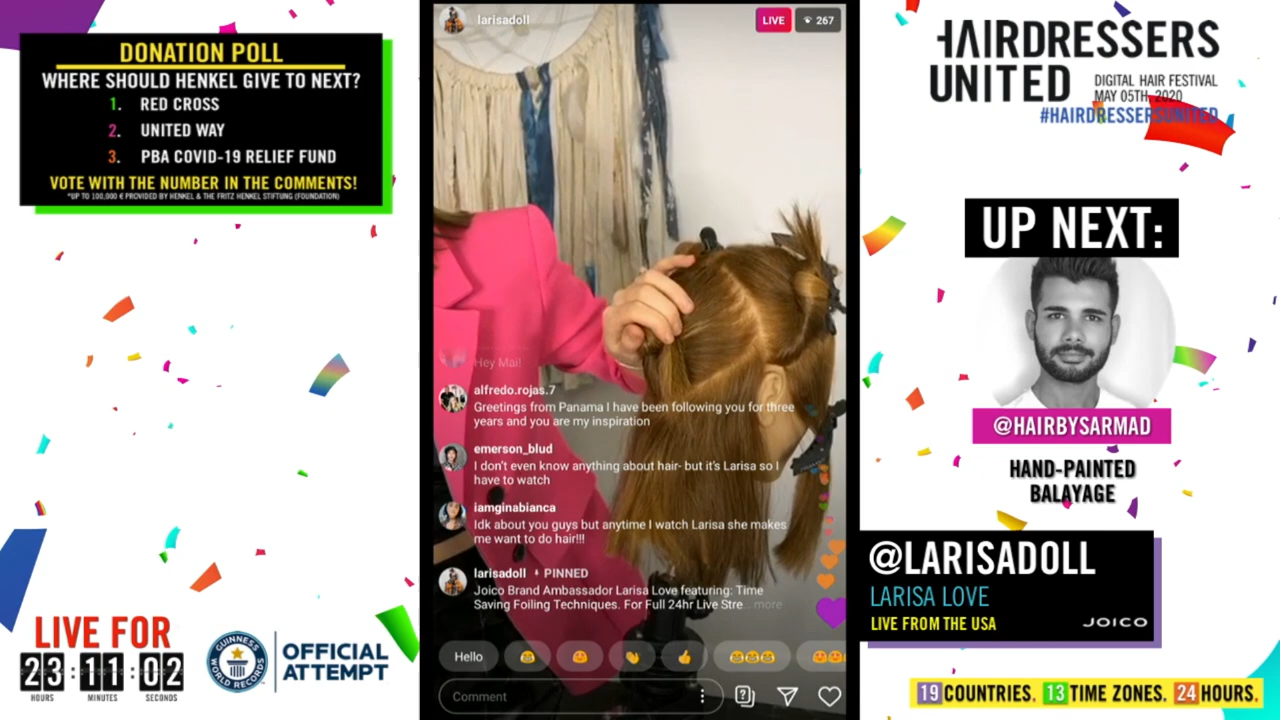 DONATION POLL
WHERE SHOULD HENKEL GIVE TO NEXT?
1. RED CROSS
2. UNITED WAY
3. PBA COVID-19 RELIEF FUND
VOTE WITH THE NUMBER IN THE COMMENTS!
*UP TO 100,000 € PROVIDED BY HENKEL & THE FRITZ HENKEL STIFTUNG (FOUNDATION)
LIVE FOR
23:11:02
HOURS MINUTES SECONDS
GUINNESS
WORLD RECORDS
OFFICIAL
ATTEMPT
larisadoll
LIVE
267
Hey Mai!
alfredo.rojas.7
Greetings from Panama I have been following you for three
years and you are my inspiration
emerson_blud
I don't even know anything about hair- but it's Larisa so I
have to watch
iamginabianca
Idk about you guys but anytime I watch Larisa she makes
me want to do hair!!!
larisadoll PINNED
Joico Brand Ambassador Larisa Love featuring: Time
Saving Foiling Techniques. For Full 24hr Live Stre... more
Hello
Comment
HAIRDRESSERS
UNITED
DIGITAL HAIR FESTIVAL
MAY 05TH, 2020
#HAIRDRESSERSUNITED
UP NEXT:
@HAIRBYSARMAD
HAND-PAINTED
BALAYAGE
@LARISADOLL
LARISA LOVE
LIVE FROM THE USA
JOICO
19 COUNTRIES. 13 TIME ZONES. 24 HOURS.